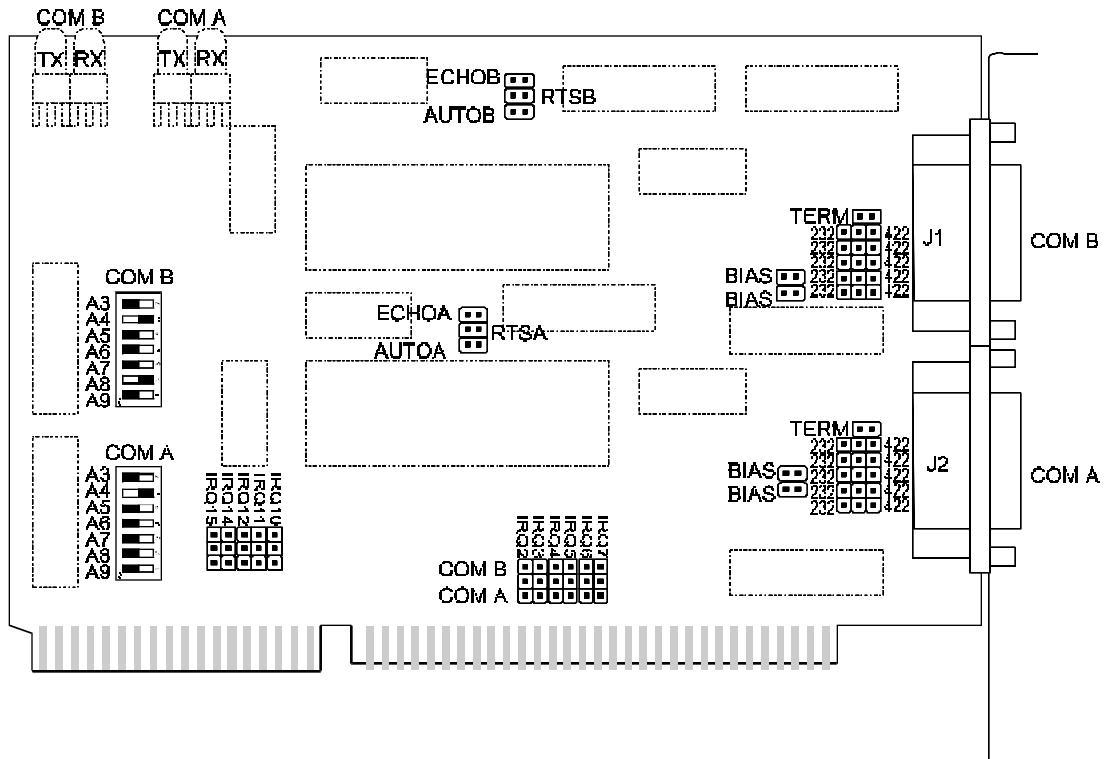 COM B
COM A
TX RX
TX RX
ECHOB
RTSB
AUTOB
TERM
232 422
232 422
232 422
232 422
232 422
BIAS
BIAS
J1
COM B
COM B
A3
A4
A5
A6
A7
A8
A9
ECHOA
RTSA
AUTOA
TERM
232 422
232 422
232 422
232 422
232 422
BIAS
BIAS
J2
COM A
COM A
A3
A4
A5
A6
A7
A8
A9
IRQ15
IRQ14
IRQ12
IRQ11
IRQ10
IRQ2
IRQ3
IRQ4
IRQ5
IRQ6
IRQ7
COM B
COM A